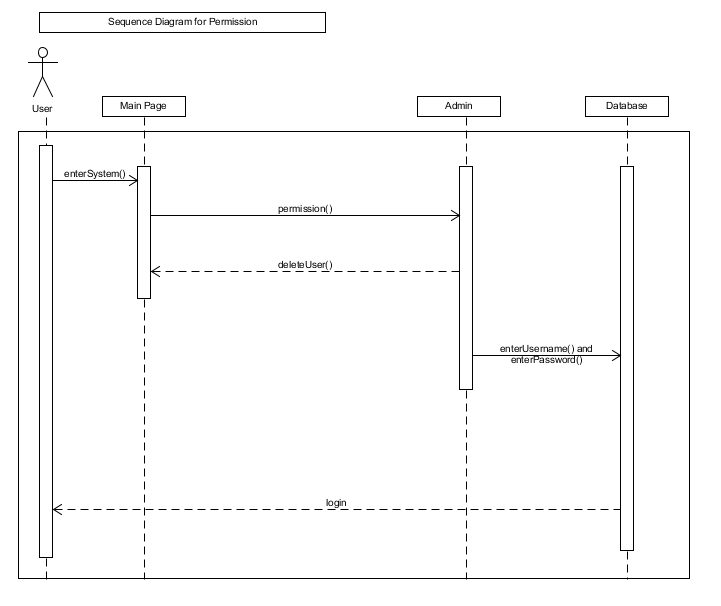 Sequence Diagram for Permission
User
Main Page
Admin
Database
enterSystem()
permission()
deleteUser()
enterUsername() and
enterPassword()
login